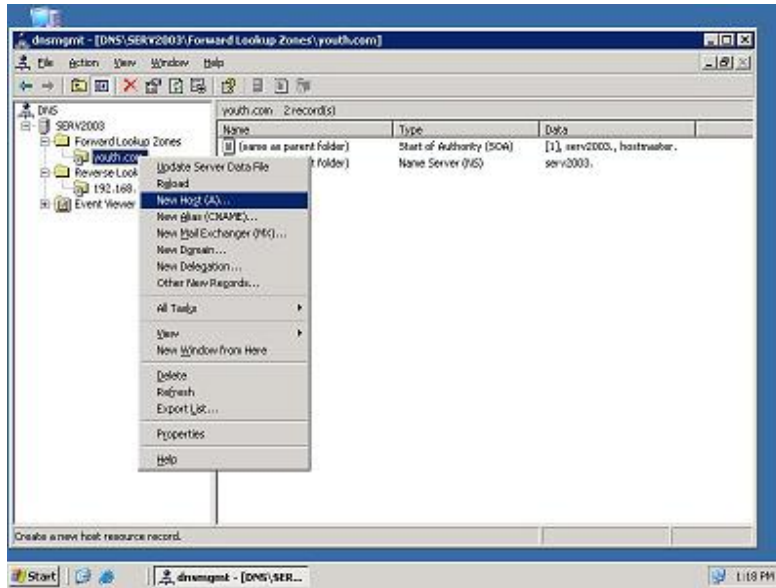 dnsmgmt - [DNS\SERV2003\Forward Lookup Zones\youth.com]
File Action View Window Help
DNS
SERV2003
Forward Lookup Zones
youth.com
Reverse Look
192.168.
Event Viewer
youth.com 2 record(s)
Name Type Data
(same as parent folder) Start of Authority (SOA) [1], serv2003., hostmaster.
t folder) Name Server (NS) serv2003.
Update Server Data File
Reload
New Host (A)...
New Alias (CNAME)...
New Mail Exchanger (MX)...
New Domain...
New Delegation...
Other New Records...
All Tasks
View
New Window from Here
Delete
Refresh
Export List...
Properties
Help
Create a new host resource record.
Start
dnsmgmt - [DNS\SER...
1:18 PM